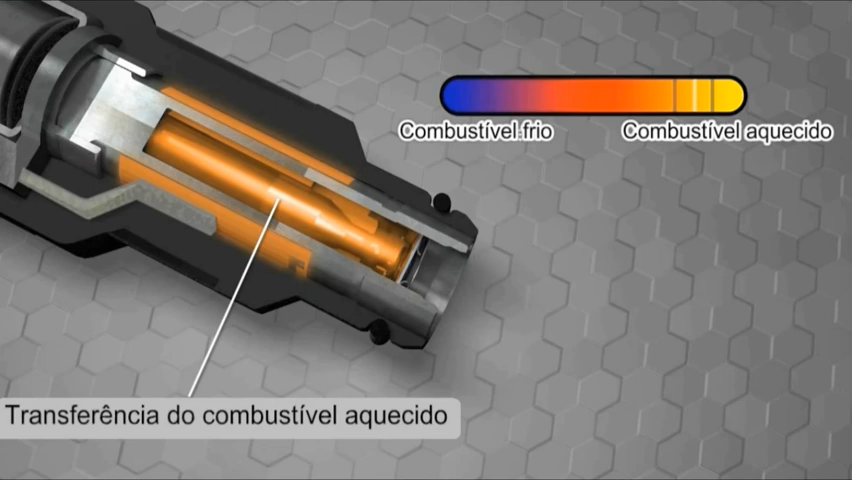 Combustível frio
Combustível aquecido
Transferência do combustível aquecido